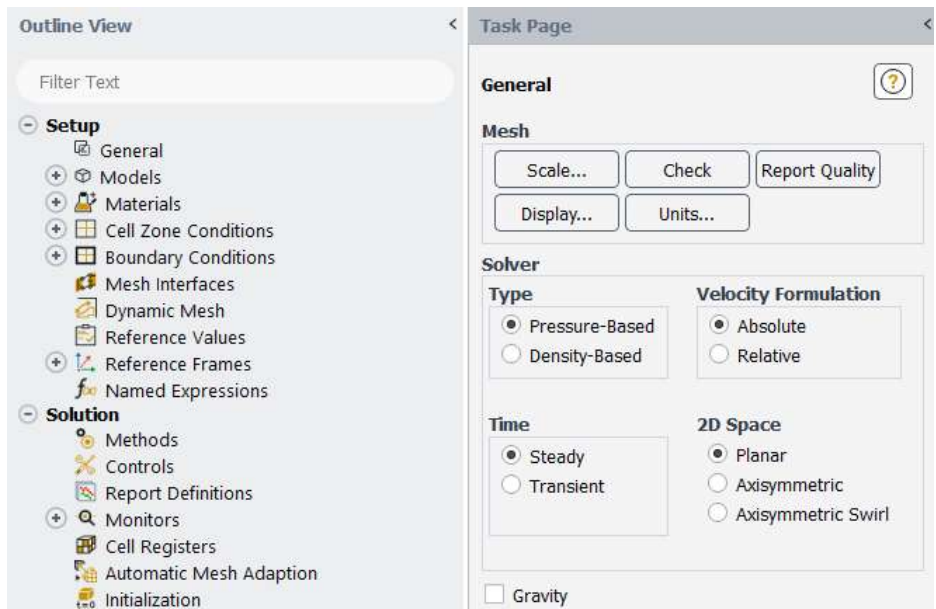 Outline View <
Filter Text
Setup
General
Models
Materials
Cell Zone Conditions
Boundary Conditions
Mesh Interfaces
Dynamic Mesh
Reference Values
Reference Frames
Named Expressions
Solution
Methods
Controls
Report Definitions
Monitors
Cell Registers
Automatic Mesh Adaption
t=0 Initialization
Task Page <
General ?
Mesh
Scale... Check Report Quality
Display... Units...
Solver
Type Velocity Formulation
Pressure-Based Absolute
Density-Based Relative
Time 2D Space
Steady Planar
Transient Axisymmetric
Axisymmetric Swirl
Gravity